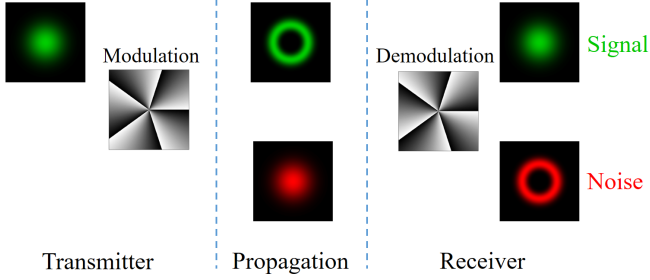 Signal
Modulation
Demodulation
Noise
Transmitter
Propagation
Receiver